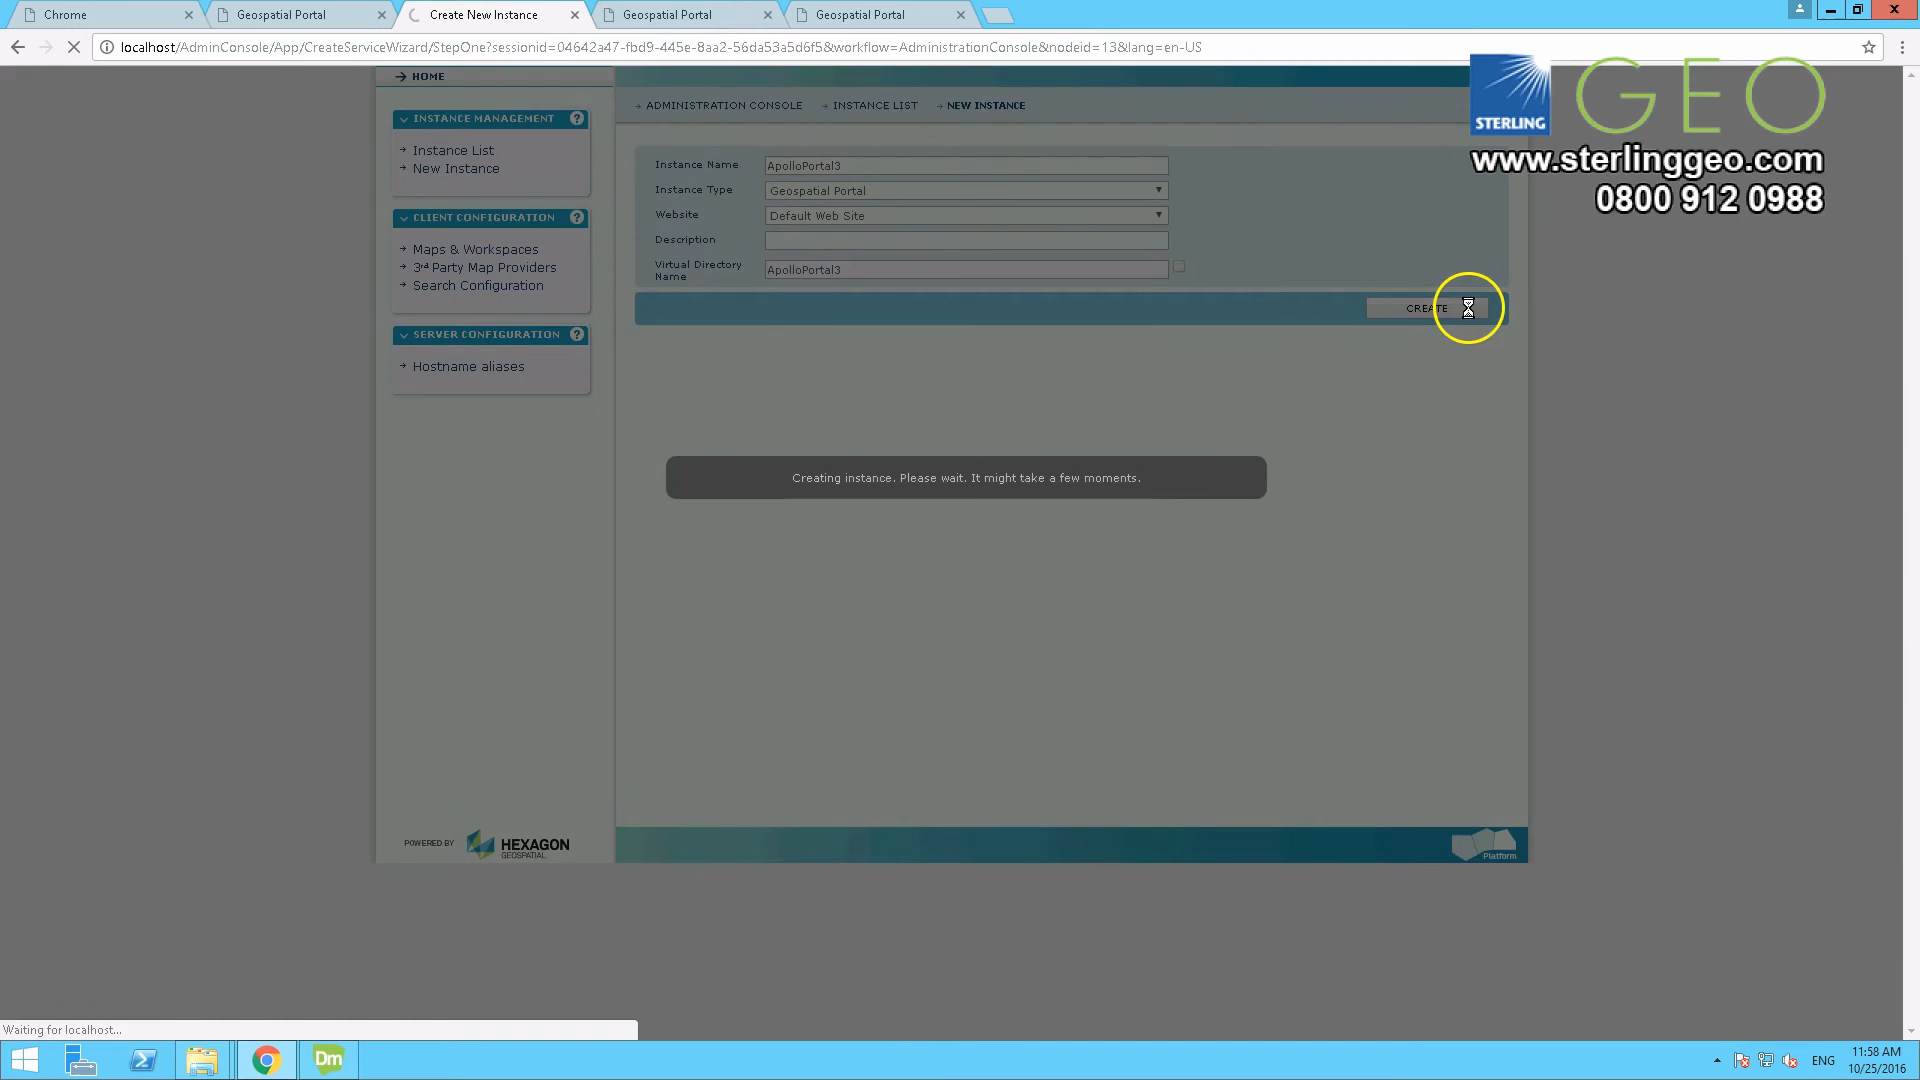 Chrome
Geospatial Portal
Create New Instance
Geospatial Portal
Geospatial Portal
localhost/AdminConsole/App/CreateServiceWizard/StepOne?sessionid=04642a47-fbd9-445e-8aa2-56da53a5d6f5&workflow=AdministrationConsole&nodeid=13&lang=en-US
STERLING
GEO
www.sterlinggeo.com
0800 912 0988
HOME
INSTANCE MANAGEMENT ?
Instance List
New Instance
CLIENT CONFIGURATION ?
Maps & Workspaces
3rd Party Map Providers
Search Configuration
SERVER CONFIGURATION ?
Hostname aliases
ADMINISTRATION CONSOLE
INSTANCE LIST
NEW INSTANCE
Instance Name ApolloPortal3
Instance Type Geospatial Portal
Website Default Web Site
Description
Virtual Directory Name ApolloPortal3
CREATE
Creating instance. Please wait. It might take a few moments.
POWERED BY HEXAGON GEOSPATIAL
Platform
Waiting for localhost...
Dm
ENG
11:58 AM
10/25/2016